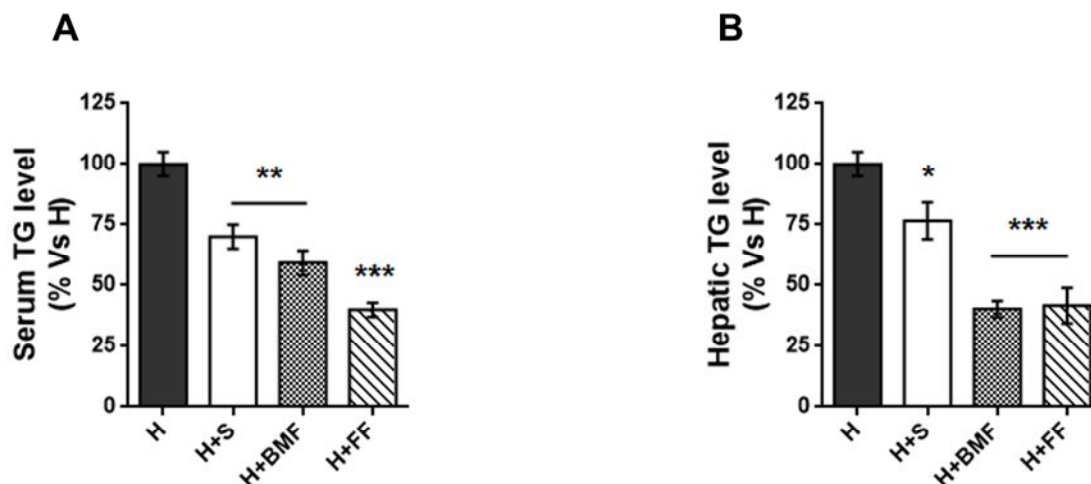 A
Serum TG level
(% Vs H)
125
100
75
50
25
0
**
***
H
H+S
H+BMF
H+FF
B
Hepatic TG level
(% Vs H)
125
100
75
50
25
0
*
***
H
H+S
H+BMF
H+FF